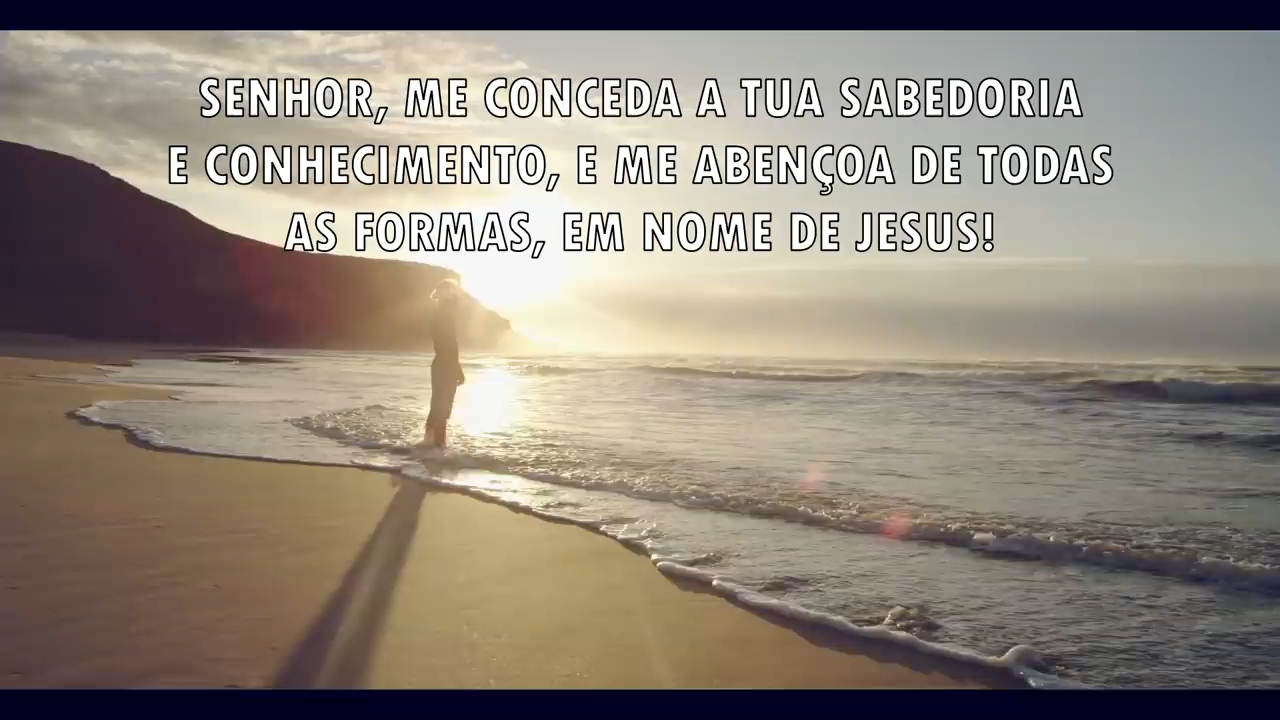 SENHOR, ME CONCEDA A TUA SABEDORIA
E CONHECIMENTO, E ME ABENÇOA DE TODAS
AS FORMAS, EM NOME DE JESUS!